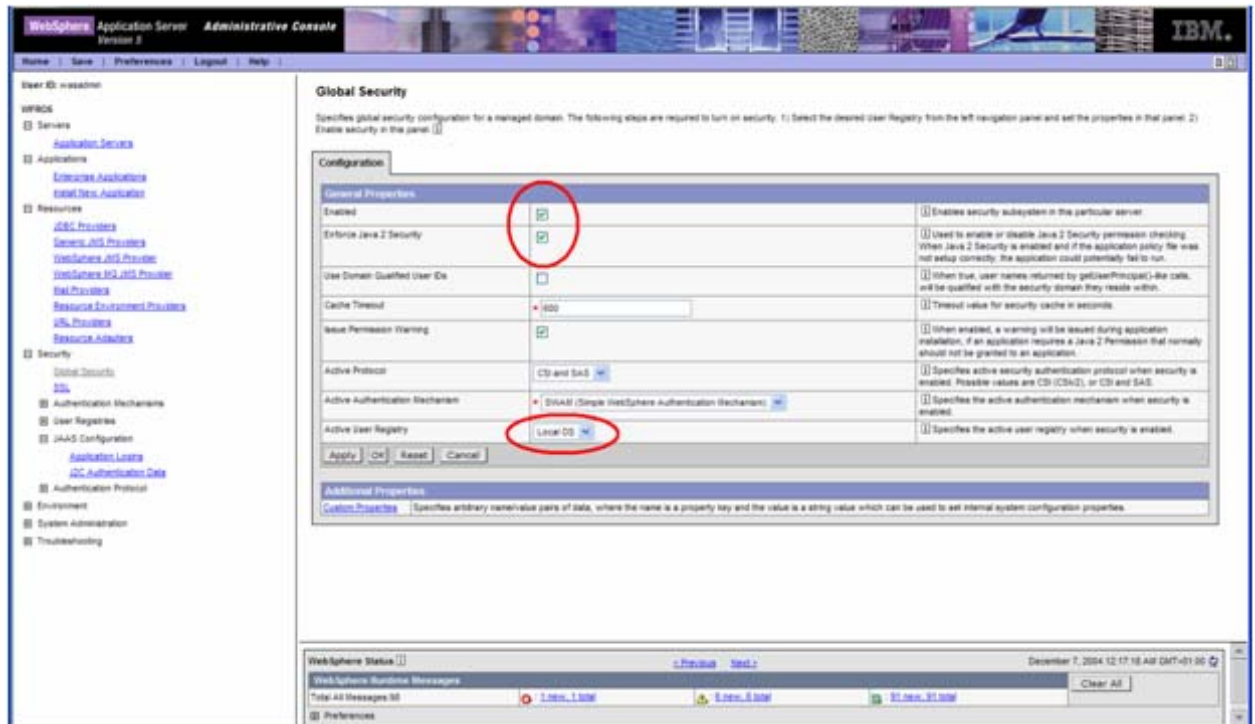 WebSphere Application Server Administrative Console
Version 5
IBM.
Home | Save | Preferences | Logout | Help |
User ID: wasadmin
WFROS
Servers
Application Servers
Applications
Enterprise Applications
Install New Application
Resources
JDBC Providers
Generic JMS Providers
WebSphere JMS Provider
WebSphere MQ JMS Provider
Mail Providers
Resource Environment Providers
URL Providers
Resource Adapters
Security
Global Security
SSL
Authentication Mechanisms
User Registries
JAAS Configuration
Application Logins
J2C Authentication Data
Authentication Protocol
Environment
System Administration
Troubleshooting
Global Security
Specifies global security configuration for a managed domain. The following steps are required to turn on security. 1) Select the desired User Registry from the left navigation panel and set the properties in that panel. 2)
Enable security in this panel. i
Configuration
General Properties
Enabled
i Enables security subsystem in this particular server.
Enforce Java 2 Security
i Used to enable or disable Java 2 Security permission checking.
When Java 2 Security is enabled and if the application policy file was
not setup correctly, the application could potentially fail to run.
Use Domain Qualified User IDs
i When true, user names returned by getUserPrincipal()-like calls,
will be qualified with the security domain they reside within.
Cache Timeout
* 600
i Timeout value for security cache in seconds.
Issue Permission Warning
i When enabled, a warning will be issued during application
installation, if an application requires a Java 2 Permission that normally
should not be granted to an application.
Active Protocol
CSI and SAS
i Specifies active security authentication protocol when security is
enabled. Possible values are CSI (CSIv2), or CSI and SAS.
Active Authentication Mechanism
* SWAM (Simple WebSphere Authentication Mechanism)
i Specifies the active authentication mechanism when security is
enabled.
Active User Registry
Local OS
i Specifies the active user registry when security is enabled.
Apply OK Reset Cancel
Additional Properties
Custom Properties
Specifies arbitrary name/value pairs of data, where the name is a property key and the value is a string value which can be used to set internal system configuration properties.
WebSphere Status i
< Previous Next >
December 7, 2004 12:17:18 AM GMT+01:00
WebSphere Runtime Messages
Clear All
Total All Messages:98
1 new, 1 total
6 new, 6 total
91 new, 91 total
Preferences